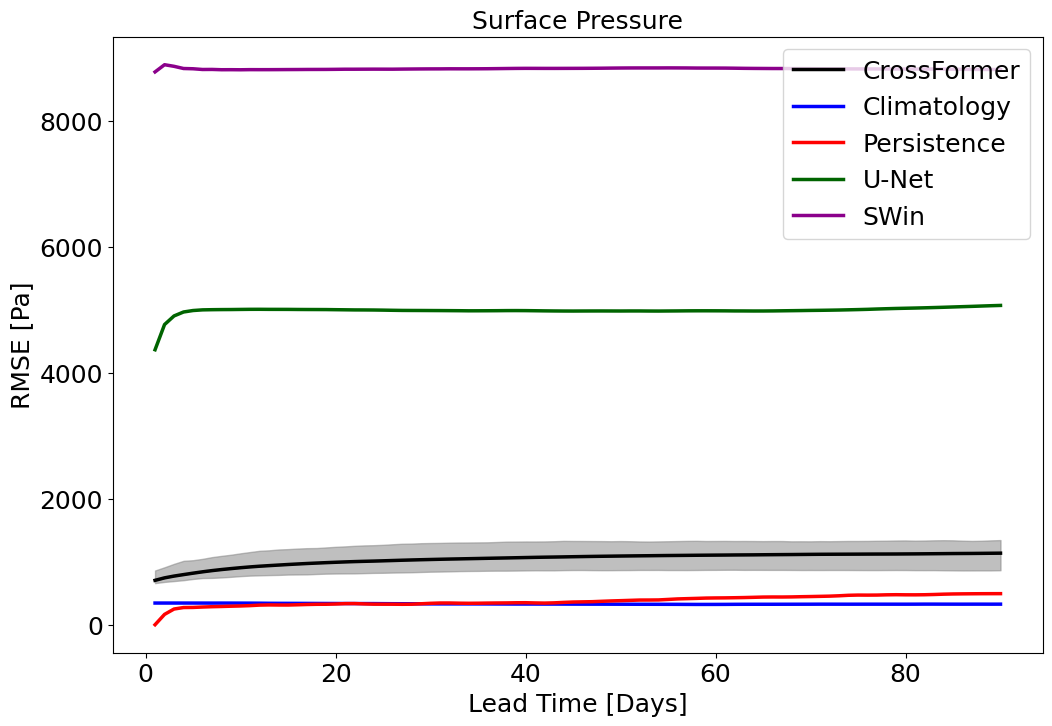 Surface Pressure
CrossFormer
Climatology
Persistence
U-Net
SWin
RMSE [Pa]
8000
6000
4000
2000
0
0
20
40
60
80
Lead Time [Days]